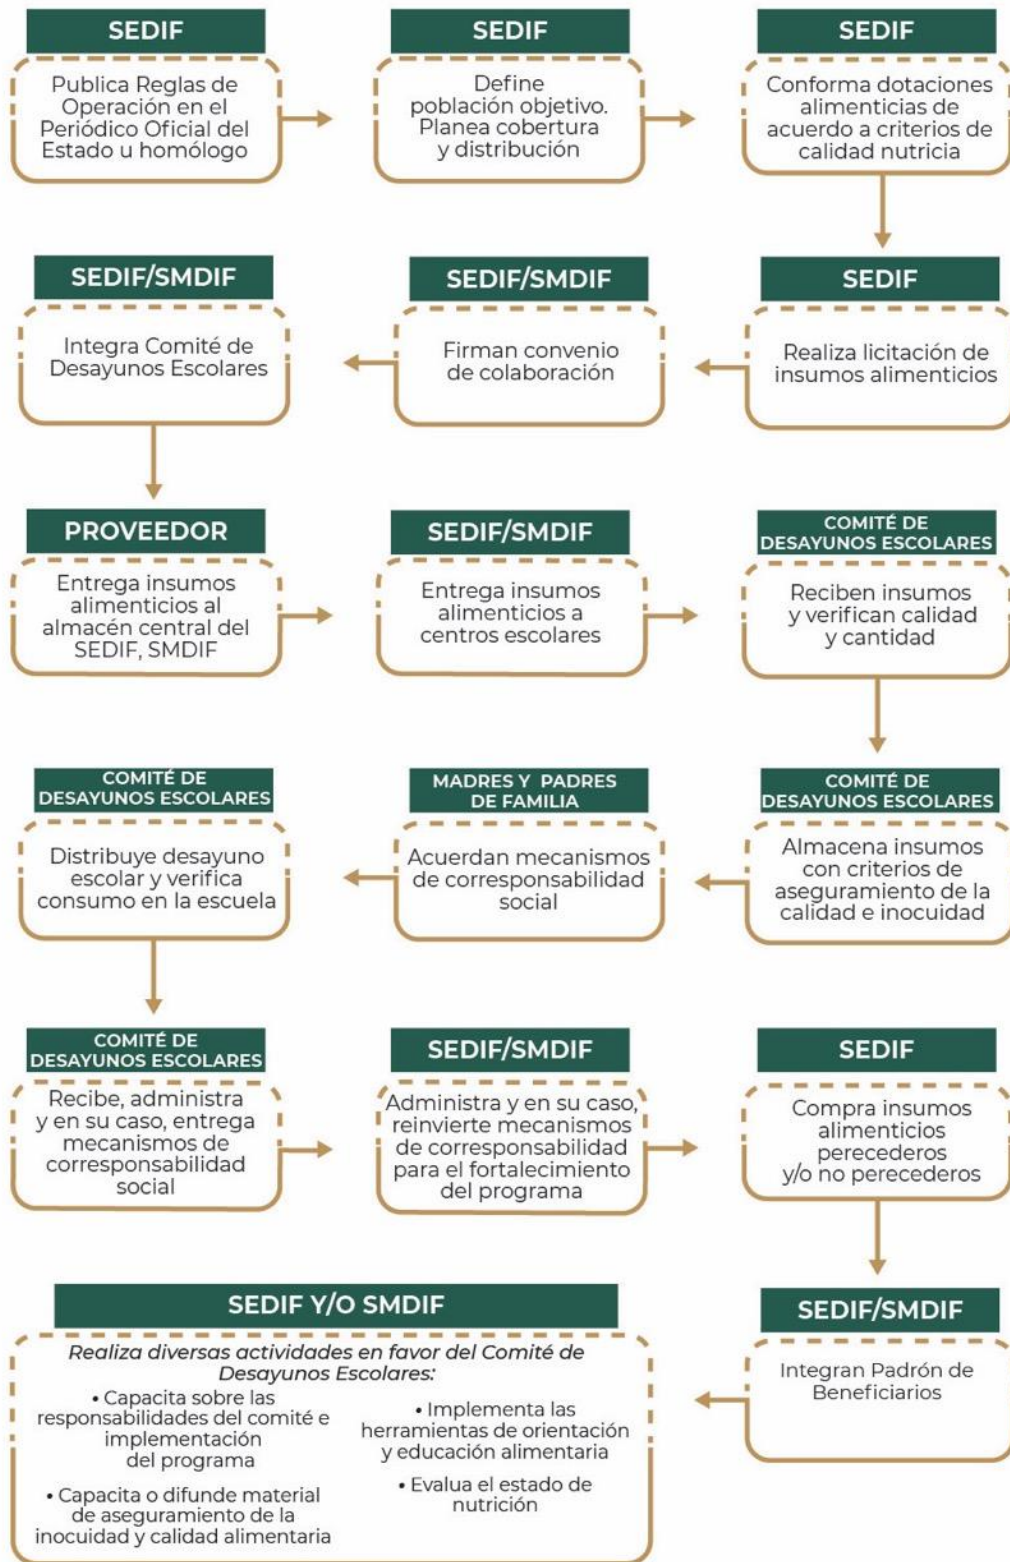 SEDIF
Publica Reglas de
Operación en el
Periódico Oficial del
Estado u homólogo
SEDIF
Define
población objetivo.
Planea cobertura
y distribución
SEDIF
Conforma dotaciones
alimenticias de
acuerdo a criterios de
calidad nutricia
SEDIF
Realiza licitación de
insumos alimenticios
SEDIF/SMDIF
Firman convenio
de colaboración
SEDIF/SMDIF
Integra Comité de
Desayunos Escolares
PROVEEDOR
Entrega insumos
alimenticios al
almacén central del
SEDIF, SMDIF
SEDIF/SMDIF
Entrega insumos
alimenticios a
centros escolares
COMITÉ DE
DESAYUNOS ESCOLARES
Reciben insumos
y verifican calidad
y cantidad
COMITÉ DE
DESAYUNOS ESCOLARES
Almacena insumos
con criterios de
aseguramiento de la
calidad e inocuidad
MADRES Y PADRES
DE FAMILIA
Acuerdan mecanismos
de corresponsabilidad
social
COMITÉ DE
DESAYUNOS ESCOLARES
Distribuye desayuno
escolar y verifica
consumo en la escuela
COMITÉ DE
DESAYUNOS ESCOLARES
Recibe, administra
y en su caso, entrega
mecanismos de
corresponsabilidad
social
SEDIF/SMDIF
Administra y en su caso,
reinvierte mecanismos
de corresponsabilidad
para el fortalecimiento
del programa
SEDIF
Compra insumos
alimenticios
perecederos
y/o no perecederos
SEDIF/SMDIF
Integran Padrón de
Beneficiarios
SEDIF Y/O SMDIF
Realiza diversas actividades en favor del Comité de
Desayunos Escolares:
• Capacita sobre las
responsabilidades del comité e
implementación
del programa
• Capacita o difunde material
de aseguramiento de la
inocuidad y calidad alimentaria
• Implementa las
herramientas de orientación
y educación alimentaria
• Evalua el estado de
nutrición